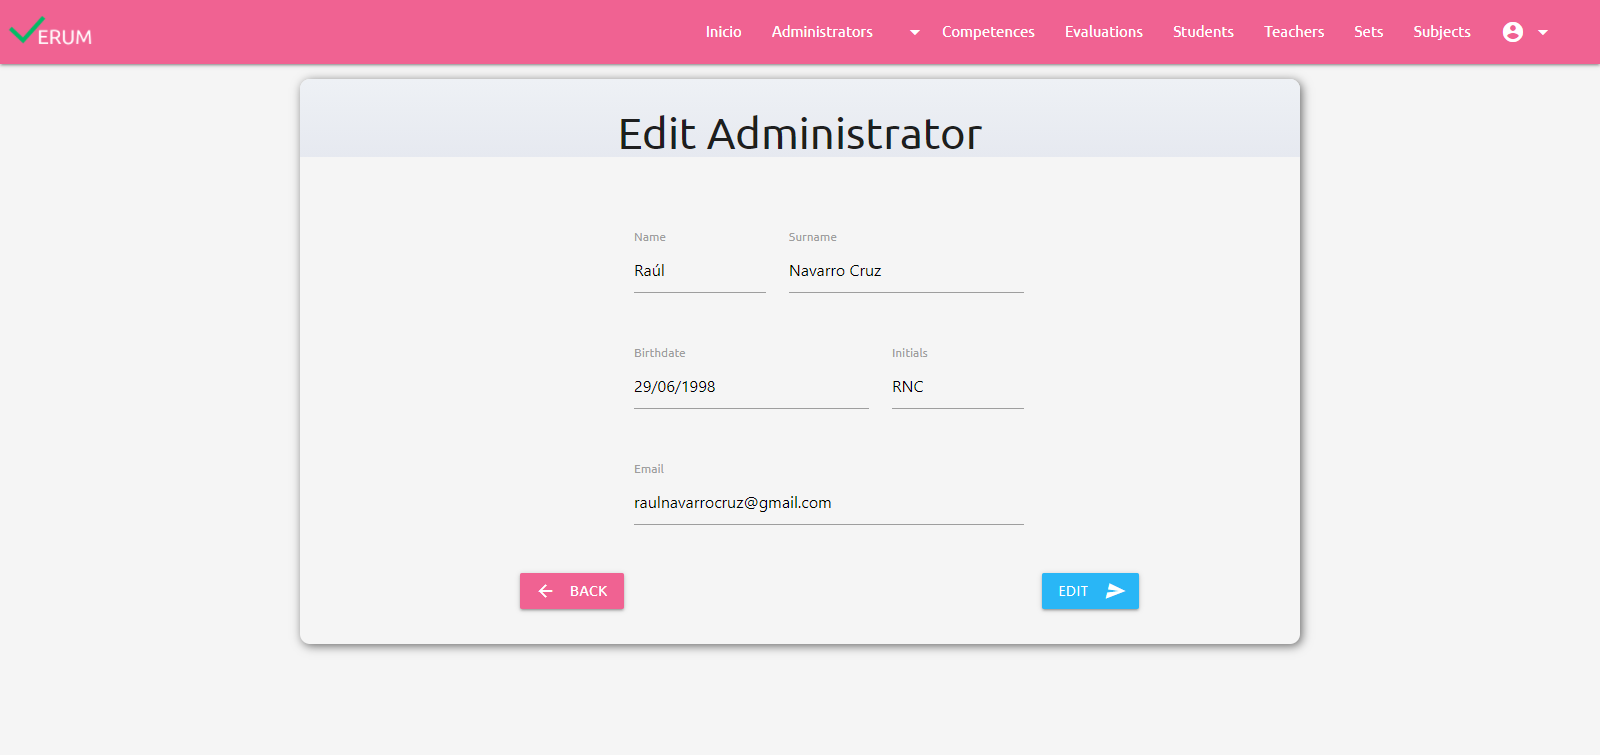 ERUM Inicio Administrators Competences Evaluations Students Teachers Sets Subjects
Edit Administrator
Name Surname
Raúl Navarro Cruz
Birthdate Initials
29/06/1998 RNC
Email
raulnavarrocruz@gmail.com
BACK EDIT